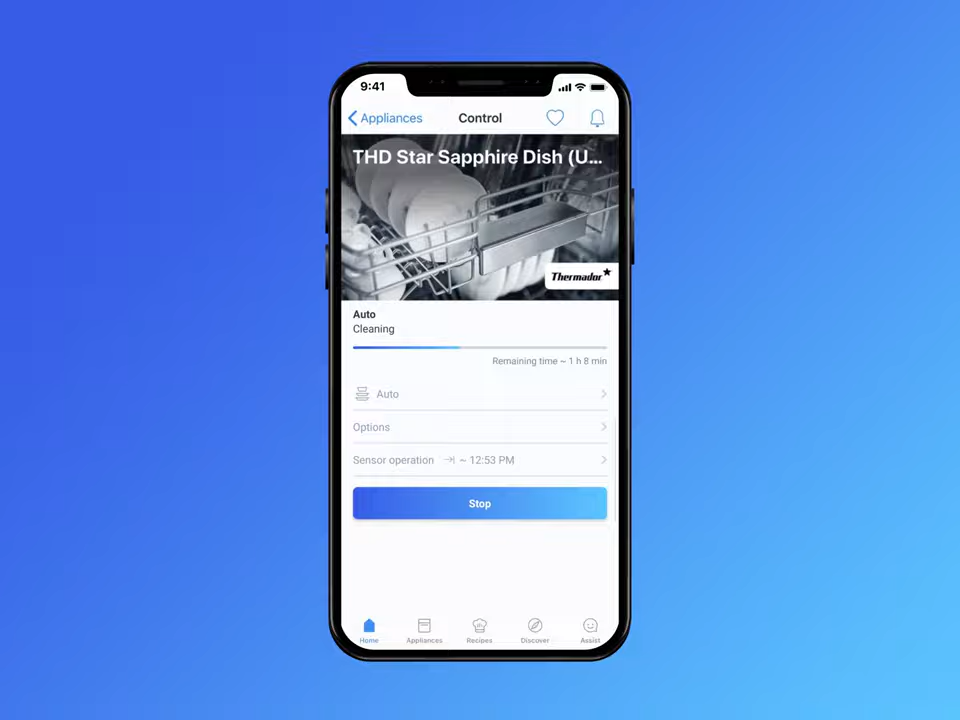 9:41
Appliances
Control
THD Star Sapphire Dish (U...
Thermador
Auto
Cleaning
Remaining time ~ 1 h 8 min
Auto
Options
Sensor operation ~ 12:53 PM
Stop
Home
Appliances
Recipes
Discover
Assist